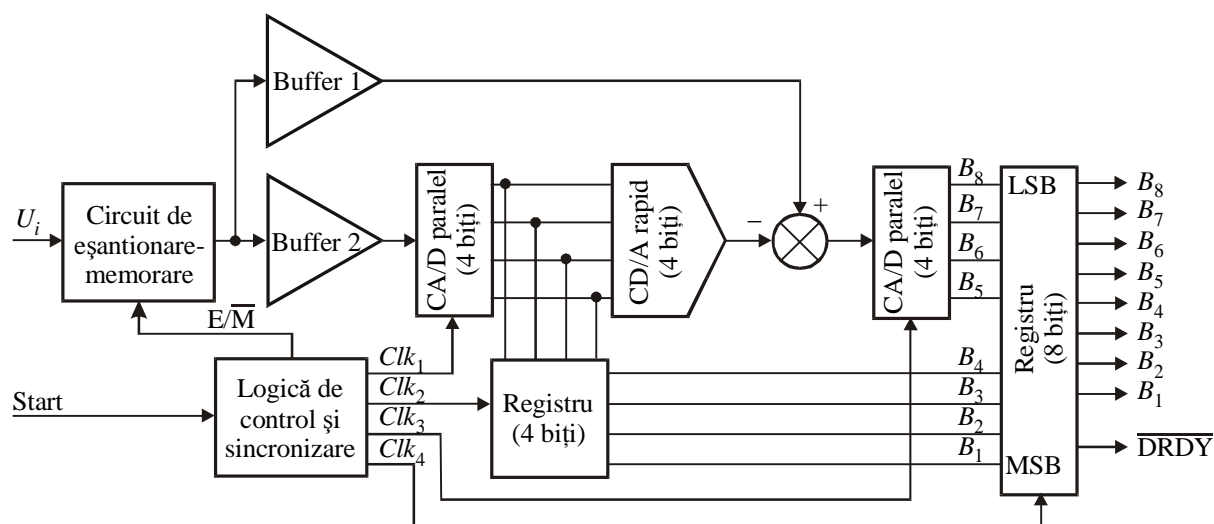 Buffer 1
U_i
Circuit de
eşantionare-
memorare
Buffer 2
CA/D paralel
(4 biţi)
CD/A rapid
(4 biţi)
−
+
CA/D paralel
(4 biţi)
B_8
B_7
B_6
B_5
LSB
Registru
(8 biţi)
MSB
B_8
B_7
B_6
B_5
B_4
B_3
B_2
B_1
D̅R̅D̅Y̅
E/M̅
Start
Logică de
control şi
sincronizare
Clk_1
Clk_2
Clk_3
Clk_4
Registru
(4 biţi)
B_4
B_3
B_2
B_1